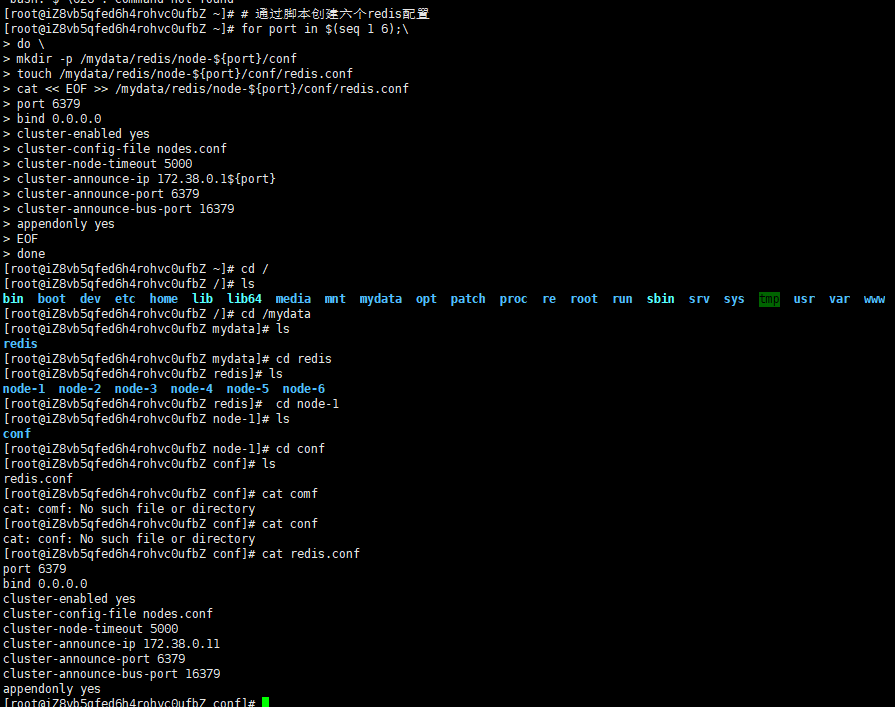 [root@iZ8vb5qfed6h4rohvc0ufbZ ~]# # 通过脚本创建六个redis配置
[root@iZ8vb5qfed6h4rohvc0ufbZ ~]# for port in $(seq 1 6);\
> do \
> mkdir -p /mydata/redis/node-${port}/conf
> touch /mydata/redis/node-${port}/conf/redis.conf
> cat << EOF >> /mydata/redis/node-${port}/conf/redis.conf
> port 6379
> bind 0.0.0.0
> cluster-enabled yes
> cluster-config-file nodes.conf
> cluster-node-timeout 5000
> cluster-announce-ip 172.38.0.1${port}
> cluster-announce-port 6379
> cluster-announce-bus-port 16379
> appendonly yes
> EOF
> done
[root@iZ8vb5qfed6h4rohvc0ufbZ ~]# cd /
[root@iZ8vb5qfed6h4rohvc0ufbZ /]# ls
bin boot dev etc home lib lib64 media mnt mydata opt patch proc re root run sbin srv sys tmp usr var www
[root@iZ8vb5qfed6h4rohvc0ufbZ /]# cd /mydata
[root@iZ8vb5qfed6h4rohvc0ufbZ mydata]# ls
redis
[root@iZ8vb5qfed6h4rohvc0ufbZ mydata]# cd redis
[root@iZ8vb5qfed6h4rohvc0ufbZ redis]# ls
node-1 node-2 node-3 node-4 node-5 node-6
[root@iZ8vb5qfed6h4rohvc0ufbZ redis]#  cd node-1
[root@iZ8vb5qfed6h4rohvc0ufbZ node-1]# ls
conf
[root@iZ8vb5qfed6h4rohvc0ufbZ node-1]# cd conf
[root@iZ8vb5qfed6h4rohvc0ufbZ conf]# ls
redis.conf
[root@iZ8vb5qfed6h4rohvc0ufbZ conf]# cat comf
cat: comf: No such file or directory
[root@iZ8vb5qfed6h4rohvc0ufbZ conf]# cat conf
cat: conf: No such file or directory
[root@iZ8vb5qfed6h4rohvc0ufbZ conf]# cat redis.conf
port 6379
bind 0.0.0.0
cluster-enabled yes
cluster-config-file nodes.conf
cluster-node-timeout 5000
cluster-announce-ip 172.38.0.11
cluster-announce-port 6379
cluster-announce-bus-port 16379
appendonly yes
[root@iZ8vb5qfed6h4rohvc0ufbZ conf]#